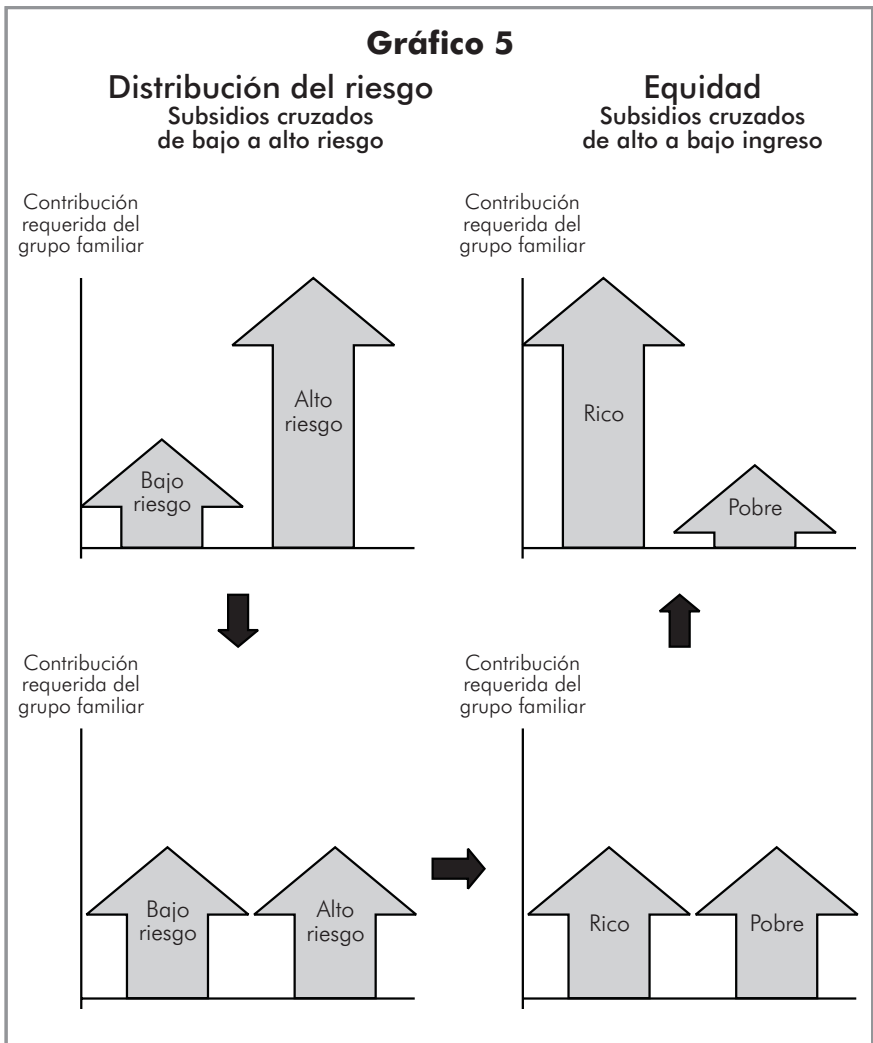 Gráfico 5
Distribución del riesgo
Subsidios cruzados
de bajo a alto riesgo
Equidad
Subsidios cruzados
de alto a bajo ingreso
Contribución
requerida del
grupo familiar
Bajo
riesgo
Alto
riesgo
Contribución
requerida del
grupo familiar
Rico
Pobre
Contribución
requerida del
grupo familiar
Bajo
riesgo
Alto
riesgo
Contribución
requerida del
grupo familiar
Rico
Pobre